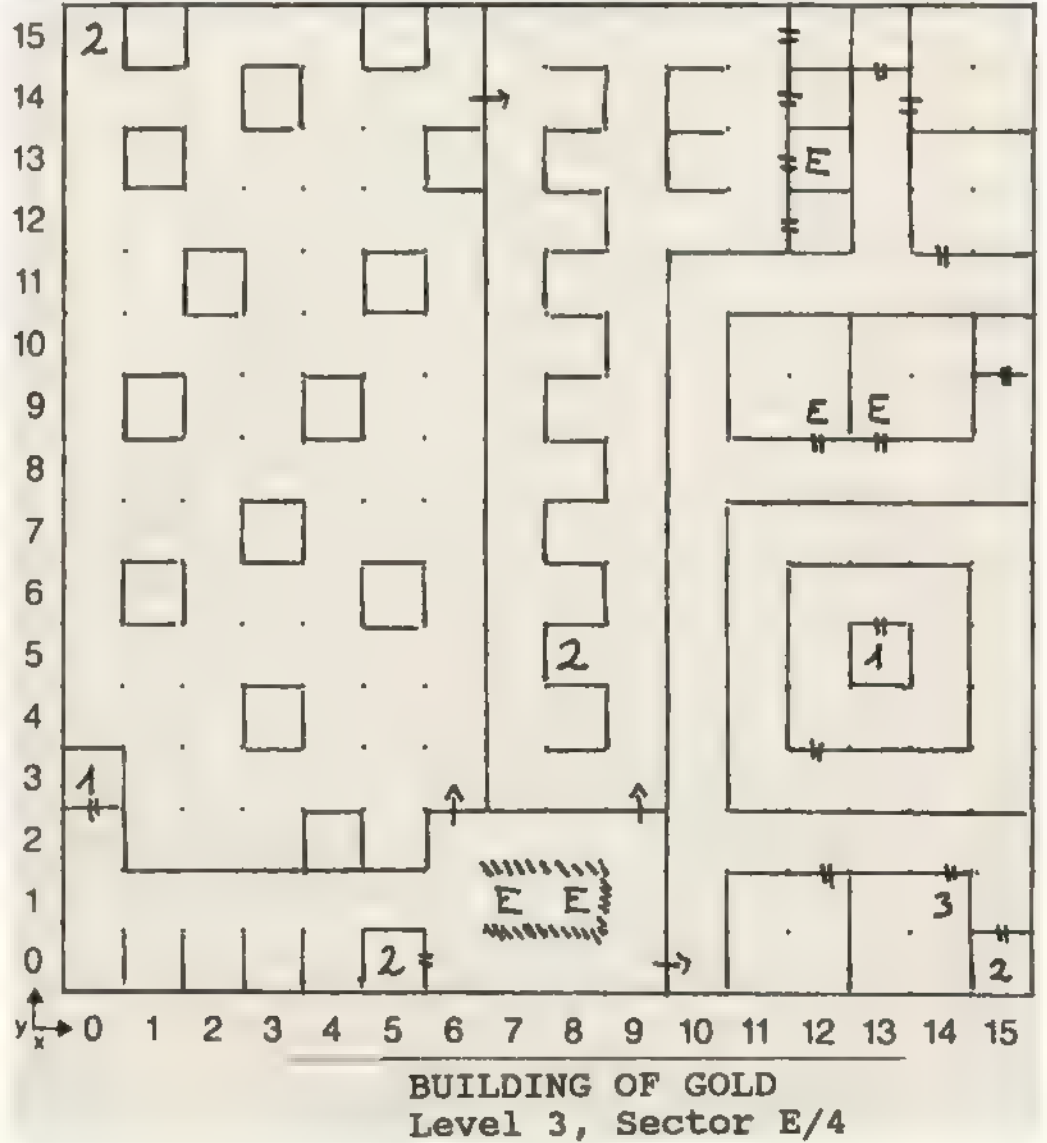 15 2
14
13 E
12
11
10
9 E E
8
7
6
5 2 1
4
3 1
2
1 E E 3
0 2 2
y x 0 1 2 3 4 5 6 7 8 9 10 11 12 13 14 15
BUILDING OF GOLD
Level 3, Sector E/4